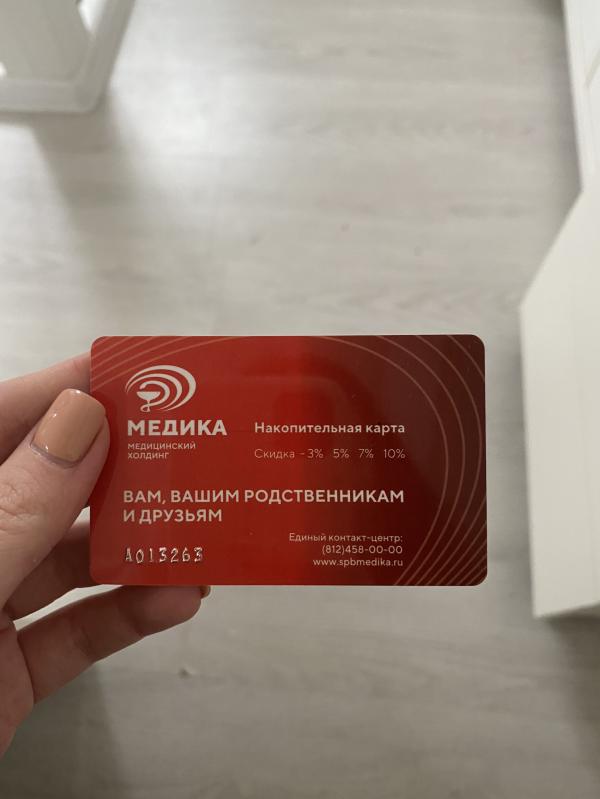 МЕДИКА
МЕДИЦИНСКИЙ
ХОЛДИНГ
Накопительная карта
Скидка - 3% 5% 7% 10%
ВАМ, ВАШИМ РОДСТВЕННИКАМ
И ДРУЗЬЯМ
A013263
Единый контакт-центр:
(812)458-00-00
www.spbmedika.ru